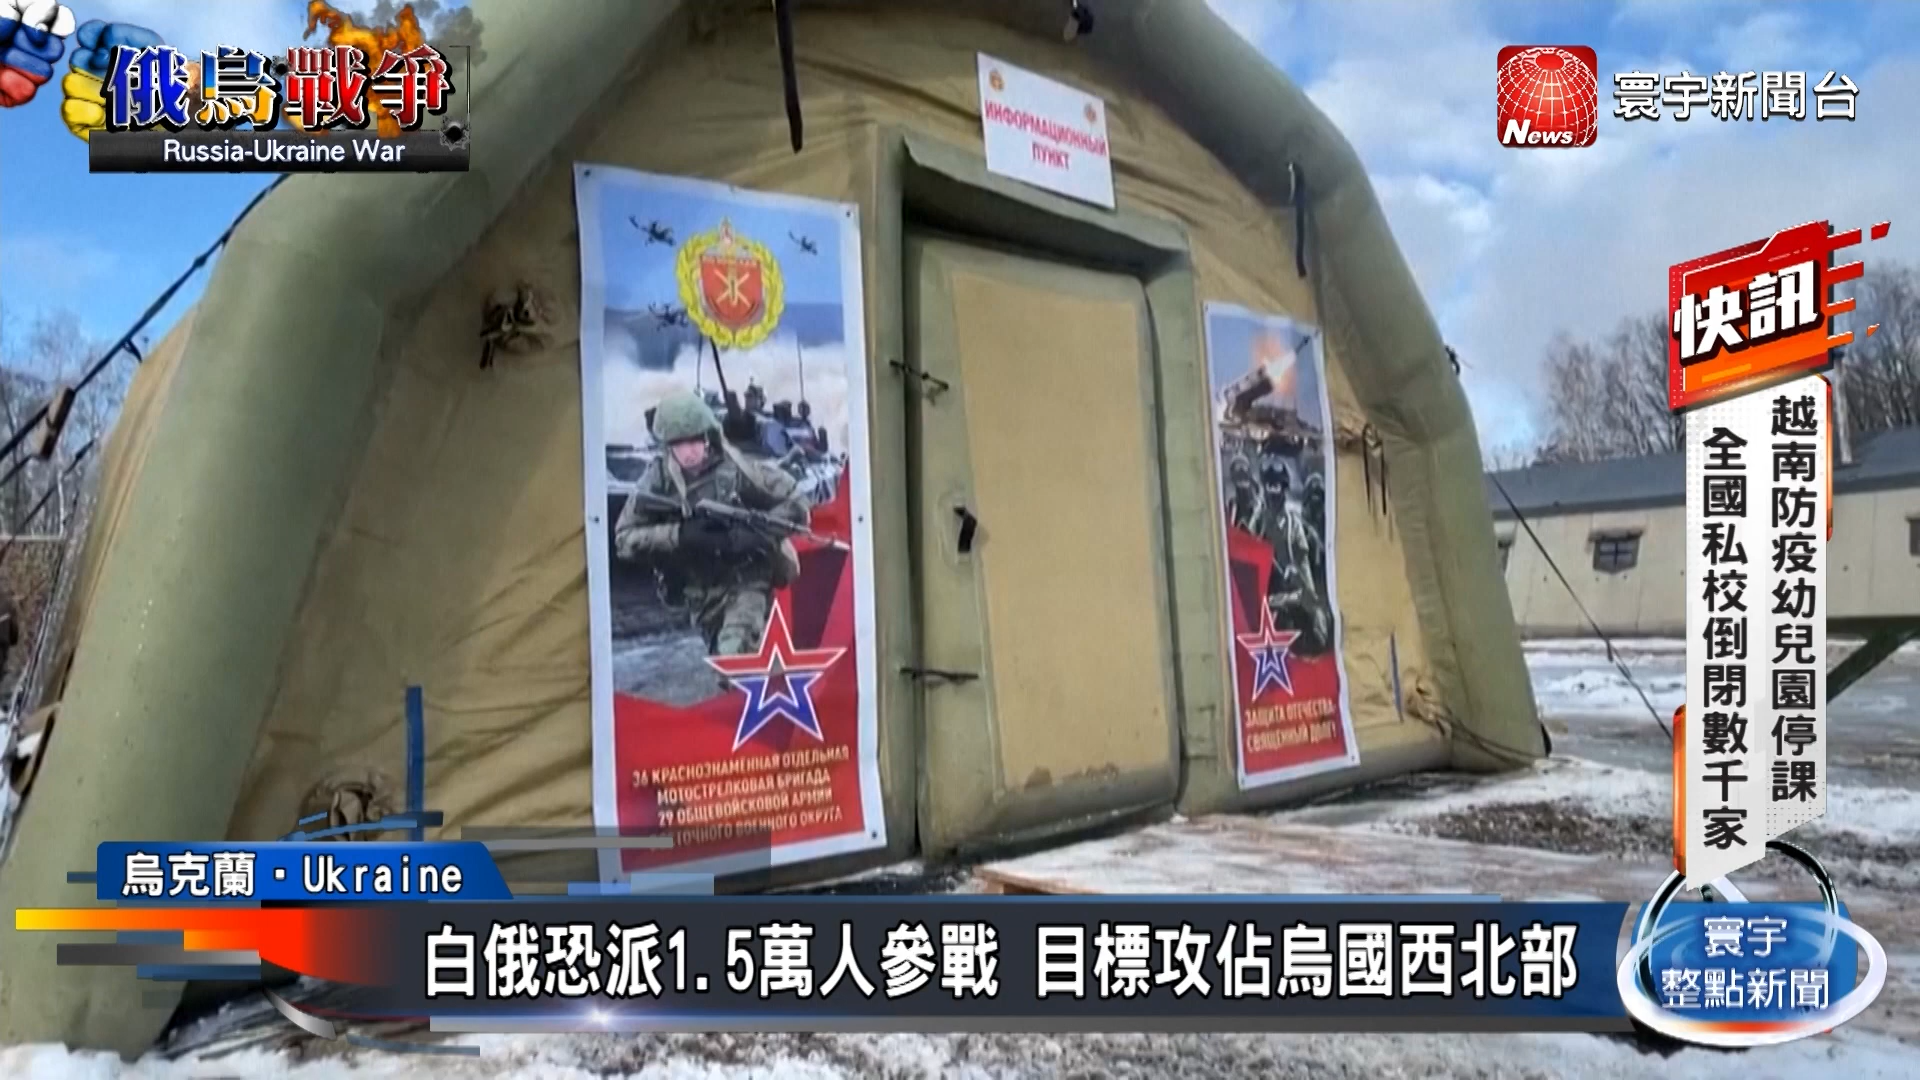 俄烏戰爭
Russia-Ukraine War
News
寰宇新聞台
ИНФОРМАЦИОННЫЙ
ПУНКТ
快訊
越南防疫幼兒園停課
全國私校倒閉數千家
36 КРАСНОЗНАМЕННАЯ ОТДЕЛЬНАЯ
МОТОСТРЕЛКОВАЯ БРИГАДА
29 ОБЩЕВОЙСКОВОЙ АРМИИ
ВОСТОЧНОГО ВОЕННОГО ОКРУГА
ЗАЩИТА ОТЕЧЕСТВА-
СВЯЩЕННЫЙ ДОЛГ!
烏克蘭·Ukraine
白俄恐派1.5萬人參戰 目標攻佔烏國西北部
寰宇
整點新聞